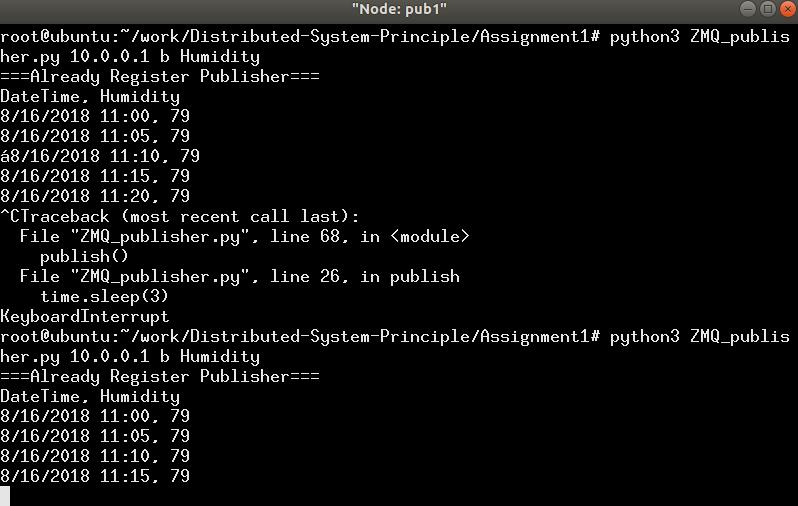 "Node: pub1"
root@ubuntu:~/work/Distributed-System-Principle/Assignment1# python3 ZMQ_publis
her.py 10.0.0.1 b Humidity
===Already Register Publisher===
DateTime, Humidity
8/16/2018 11:00, 79
8/16/2018 11:05, 79
á8/16/2018 11:10, 79
8/16/2018 11:15, 79
8/16/2018 11:20, 79
^CTraceback (most recent call last):
  File "ZMQ_publisher.py", line 68, in <module>
    publish()
  File "ZMQ_publisher.py", line 26, in publish
    time.sleep(3)
KeyboardInterrupt
root@ubuntu:~/work/Distributed-System-Principle/Assignment1# python3 ZMQ_publis
her.py 10.0.0.1 b Humidity
===Already Register Publisher===
DateTime, Humidity
8/16/2018 11:00, 79
8/16/2018 11:05, 79
8/16/2018 11:10, 79
8/16/2018 11:15, 79